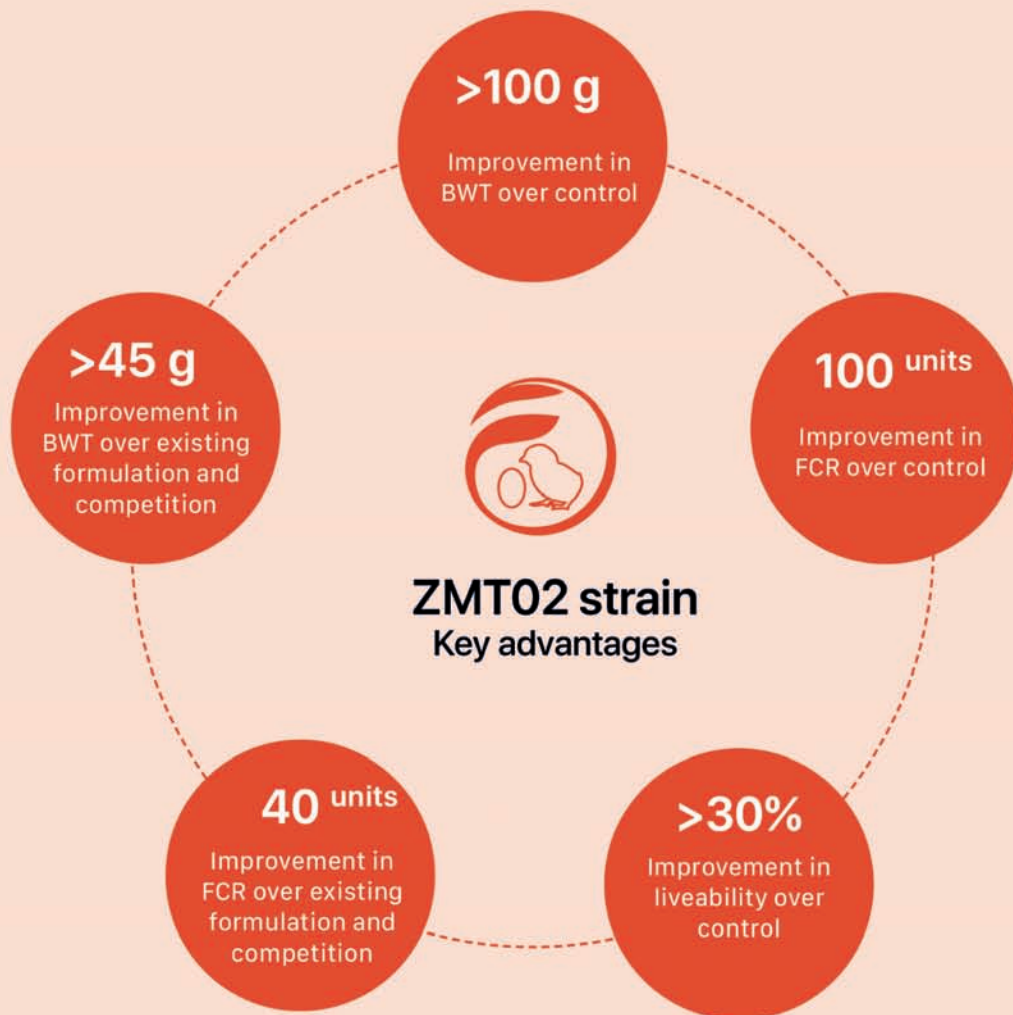 >100 g
Improvement in
BWT over control
>45 g
Improvement in
BWT over existing
formulation and
competition
100 units
Improvement in
FCR over control
ZMT02 strain
Key advantages
40 units
Improvement in
FCR over existing
formulation and
competition
>30%
Improvement in
liveability over
control